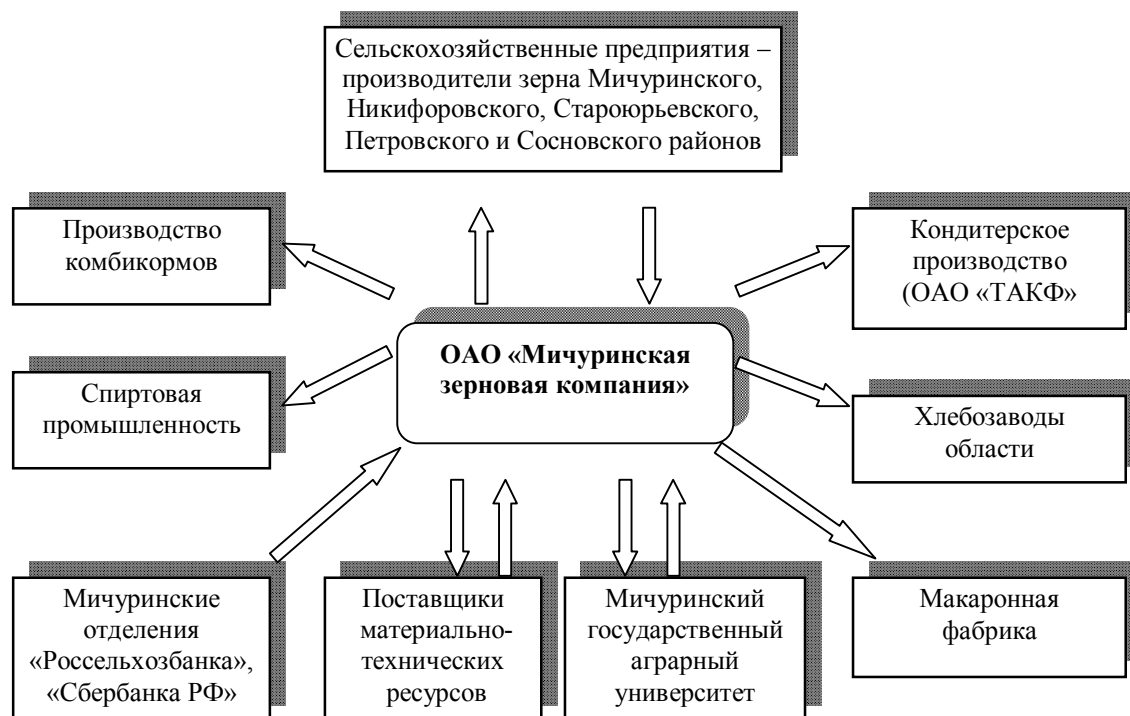 Сельскохозяйственные предприятия –
производители зерна Мичуринского,
Никифоровского, Староюрьевского,
Петровского и Сосновского районов
Производство
комбикормов
Кондитерское
производство
(ОАО «ТАКФ»
ОАО «Мичуринская
зерновая компания»
Спиртовая
промышленность
Хлебозаводы
области
Мичуринские
отделения
«Россельхозбанка»,
«Сбербанка РФ»
Поставщики
материально-
технических
ресурсов
Мичуринский
государственный
аграрный
университет
Макаронная
фабрика